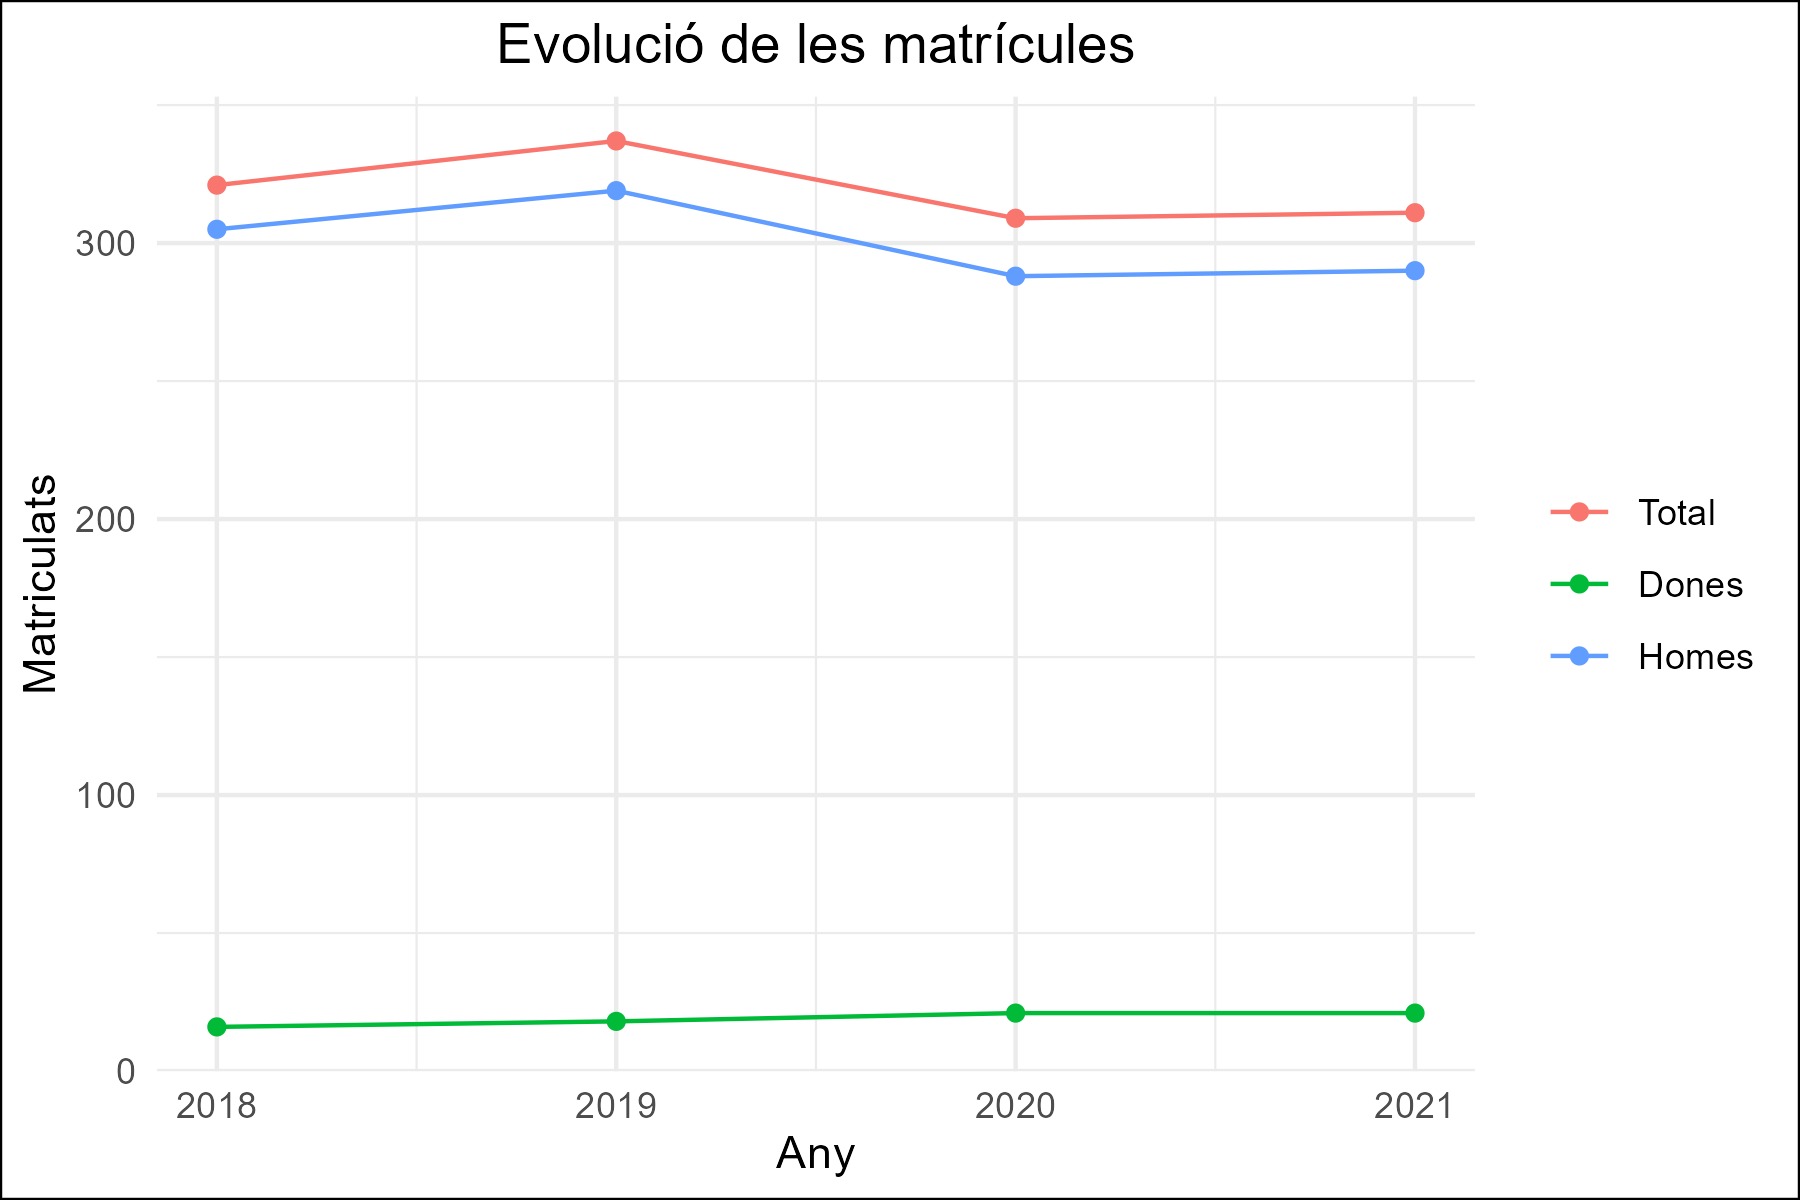 Evolució de les matrícules
Matriculats
300
200
100
0
2018 2019 2020 2021
Any
Total
Dones
Homes